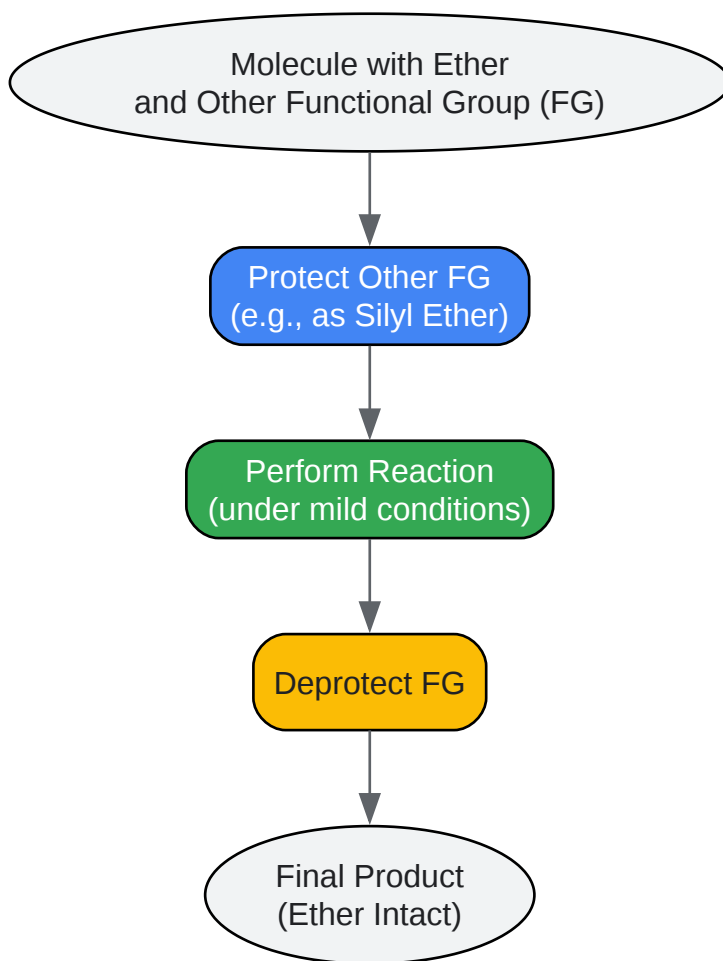 Molecule with Ether
and Other Functional Group (FG)
Protect Other FG
(e.g., as Silyl Ether)
Perform Reaction
(under mild conditions)
Deprotect FG
Final Product
(Ether Intact)